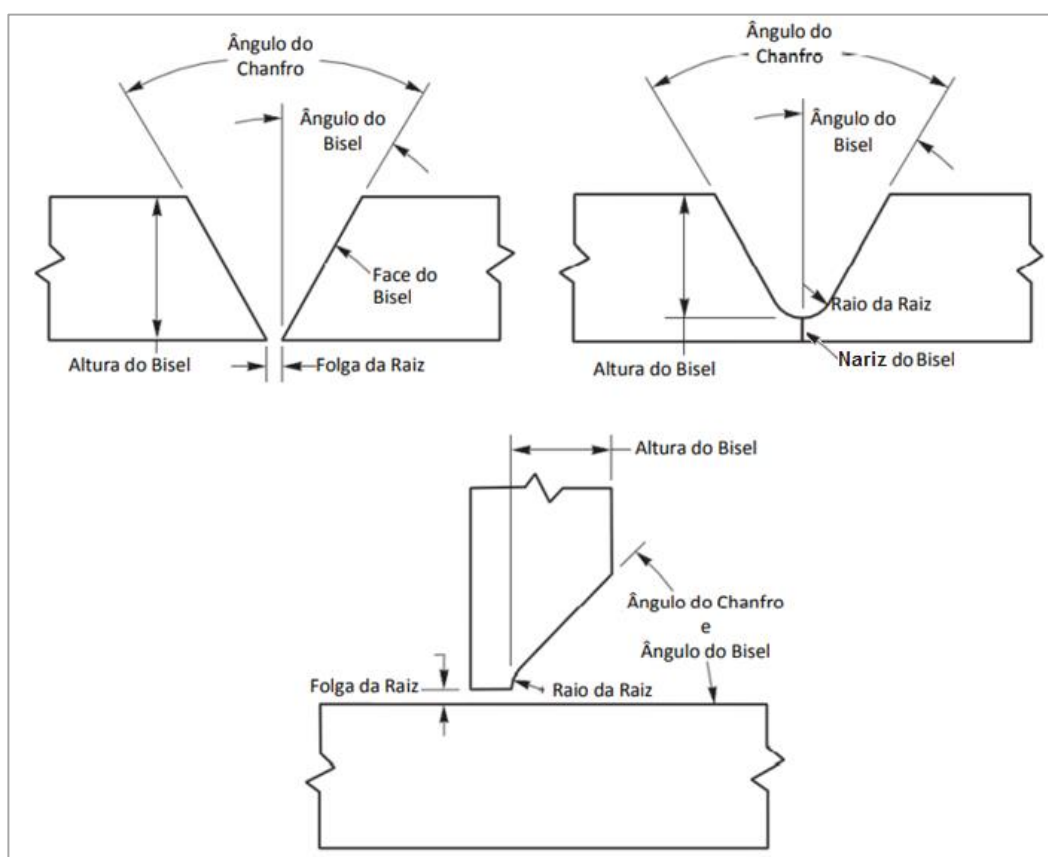 Ângulo do
Chanfro
Ângulo do
Bisel
Face do
Bisel
Altura do Bisel
Folga da Raiz
Ângulo do
Chanfro
Ângulo do
Bisel
Raio da Raiz
Altura do Bisel
Nariz do Bisel
Altura do Bisel
Ângulo do Chanfro
e
Ângulo do Bisel
Folga da Raiz
Raio da Raiz